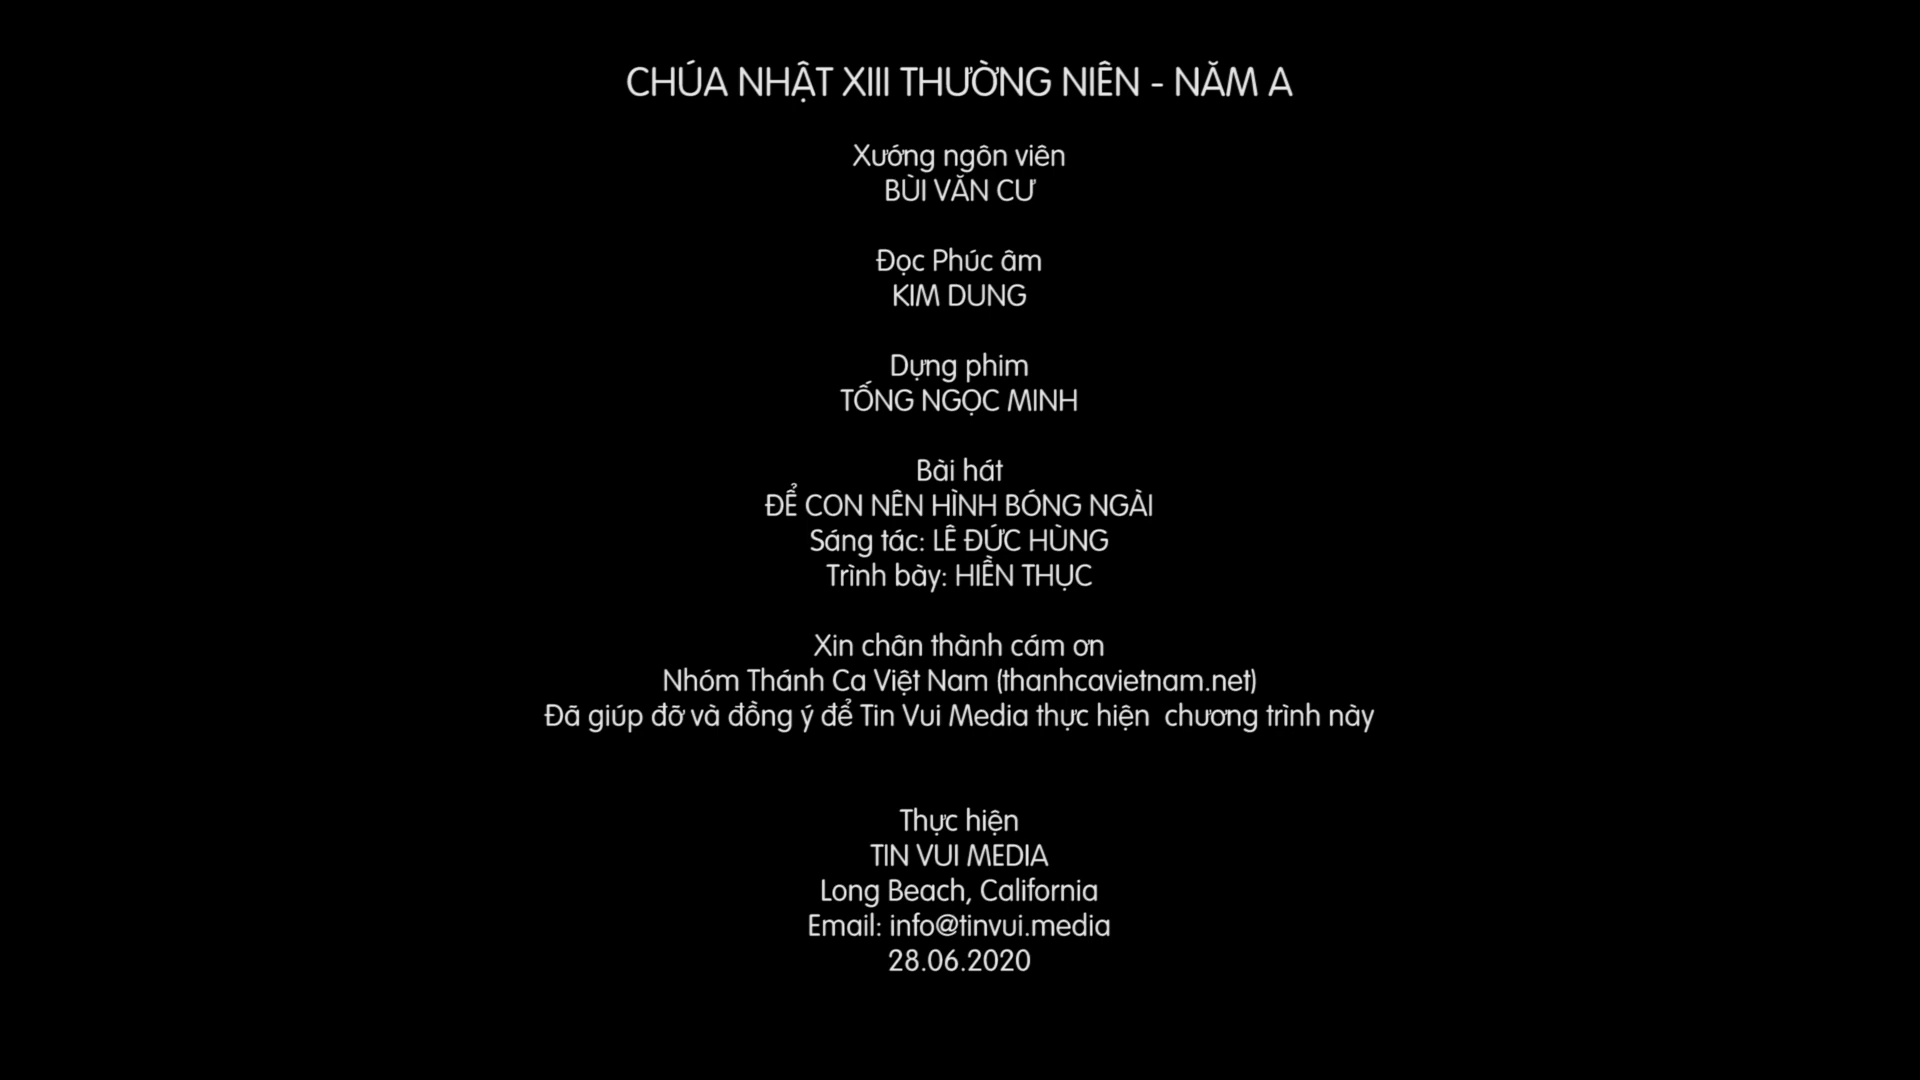 CHÚA NHẬT XIII THƯỜNG NIÊN - NĂM A
Xướng ngôn viên
BÙI VĂN CƯ
Đọc Phúc âm
KIM DUNG
Dựng phim
TỐNG NGỌC MINH
Bài hát
ĐỂ CON NÊN HÌNH BÓNG NGÀI
Sáng tác: LÊ ĐỨC HÙNG
Trình bày: HIỀN THỤC
Xin chân thành cám ơn
Nhóm Thánh Ca Việt Nam (thanhcavietnam.net)
Đã giúp đỡ và đồng ý để Tin Vui Media thực hiện  chương trình này
Thực hiện
TIN VUI MEDIA
Long Beach, California
Email: info@tinvui.media
28.06.2020